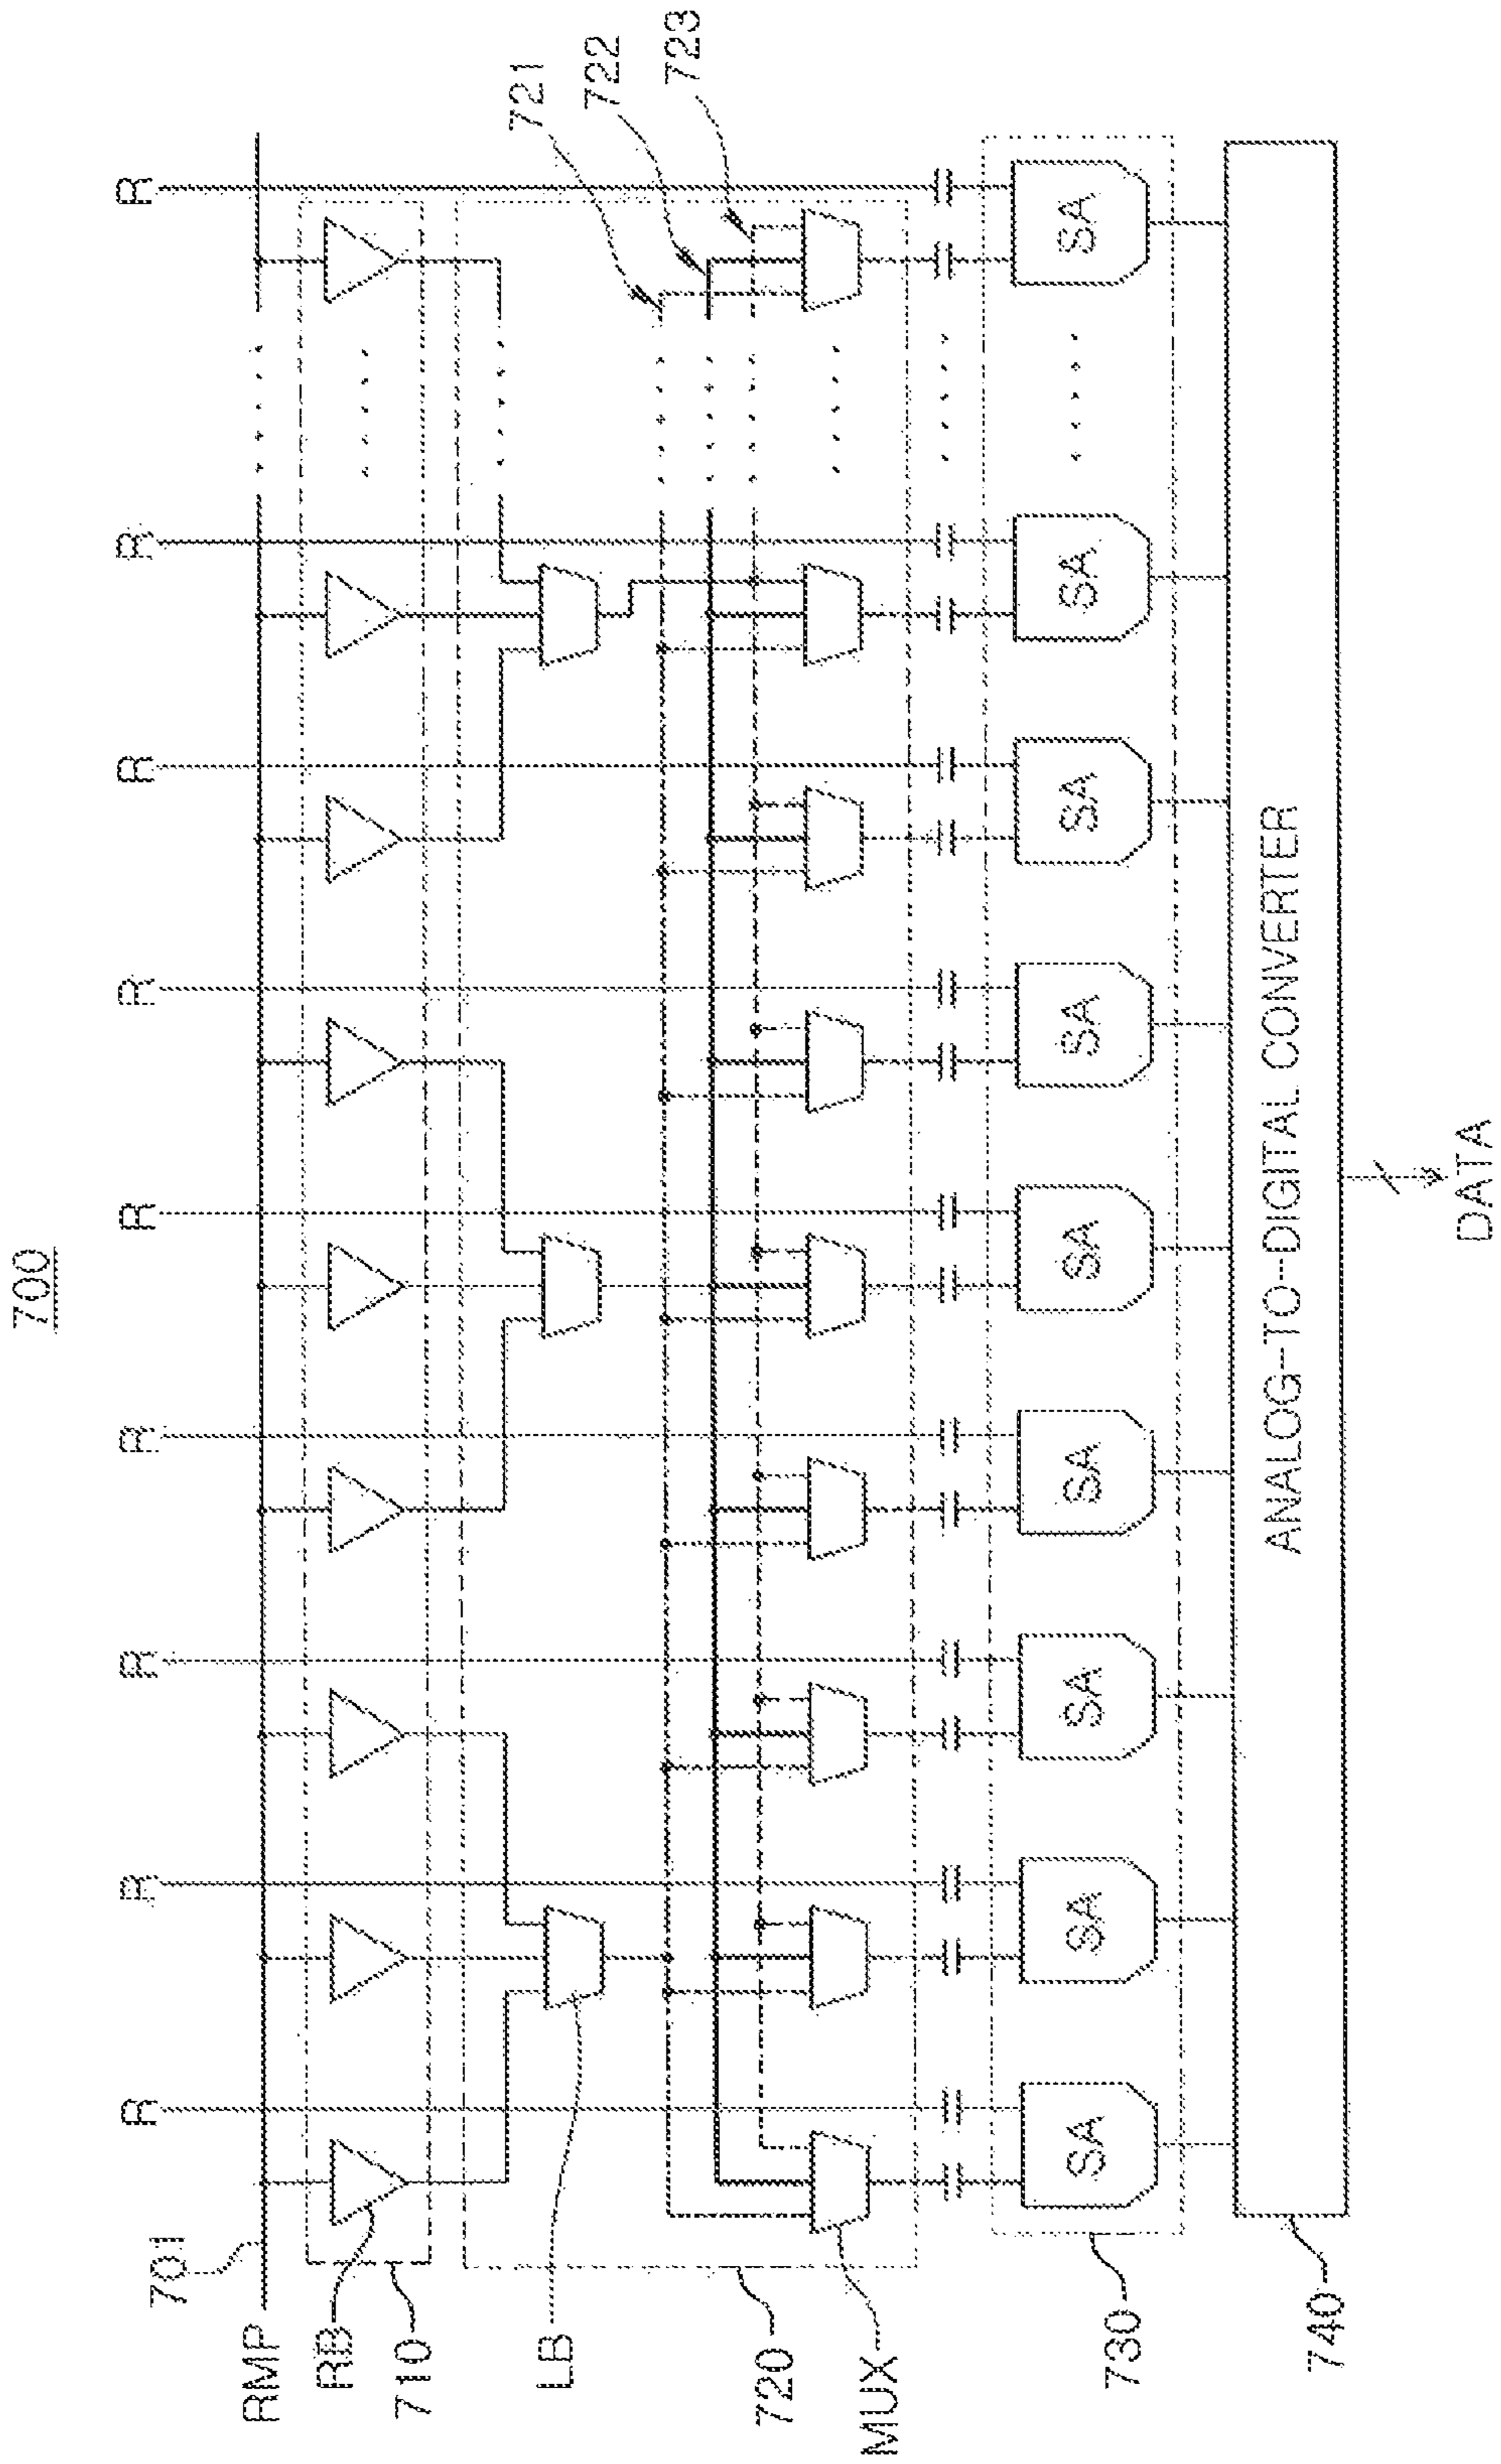 700
R R R R R R R R R
701
RMP
RB
710
721
LB
722
723
720
MUX
SA SA SA SA SA SA SA SA SA
730
ANALOG-TO-DIGITAL CONVERTER
740
DATA